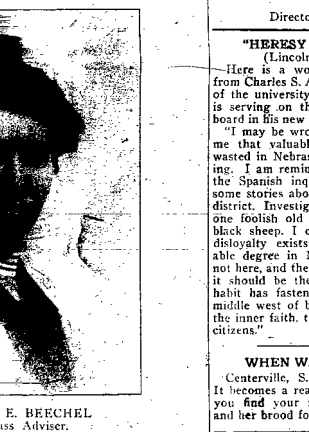 E. BEECHEL
ass Adviser.
Directo
"HERESY
(Lincoln
Here is a wo
from Charles S. A
of the university
is serving on th
board in his new
"I may be wro
me that valuabl
wasted in Nebras
ing. I am remin
the Spanish inq
some stories abo
district. Investig
one foolish old
black sheep. I c
disloyalty exists
able degree in N
not here, and the
it should be the
habit has fasten
middle west of b
the inner faith, t
citizens."
WHEN WA
Centerville, S.
It becomes a rea
you find your
and her brood fo